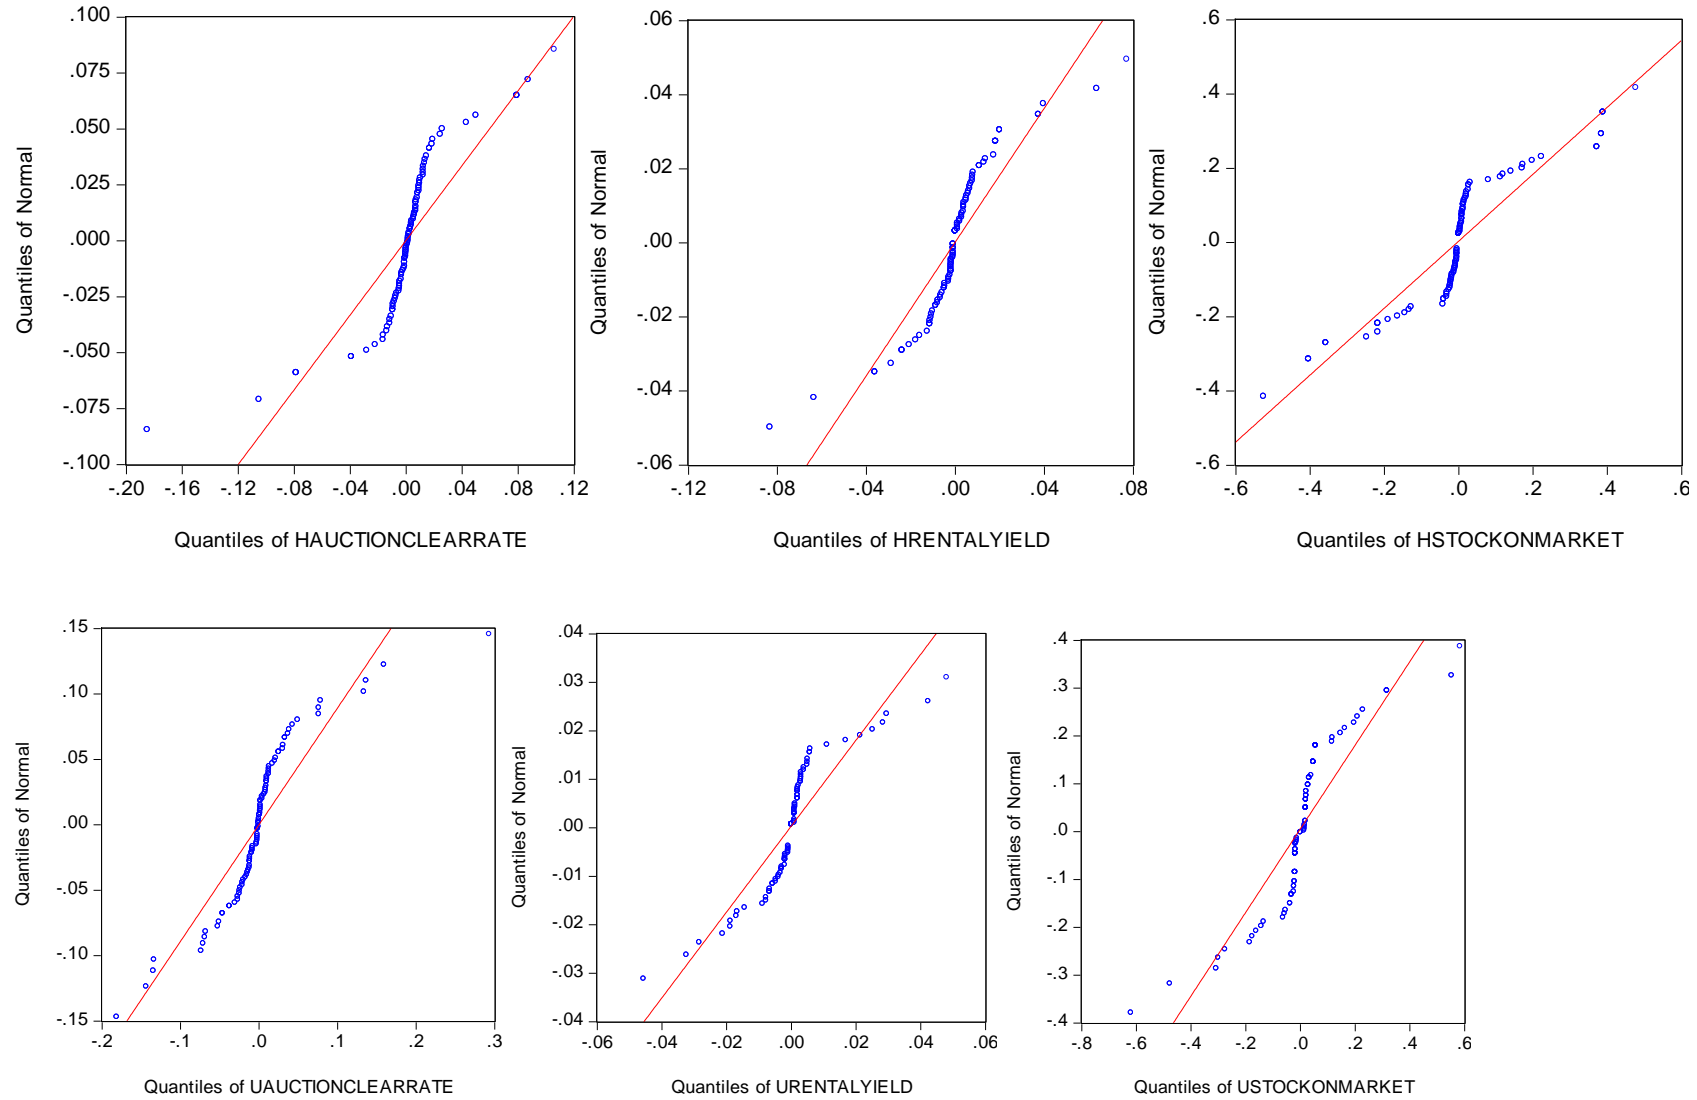 .100
.075
.050
.025
.000
-.025
-.050
-.075
-.100
Quantiles of Normal
-.20 -.16 -.12 -.08 -.04 .00 .04 .08 .12
Quantiles of HAUCTIONCLEARRATE
.06
.04
.02
.00
-.02
-.04
-.06
Quantiles of Normal
-.12 -.08 -.04 .00 .04 .08
Quantiles of HRENTALYIELD
.6
.4
.2
.0
-.2
-.4
-.6
Quantiles of Normal
-.6 -.4 -.2 .0 .2 .4 .6
Quantiles of HSTOCKONMARKET
.15
.10
.05
.00
-.05
-.10
-.15
Quantiles of Normal
-.2 -.1 .0 .1 .2 .3
Quantiles of UAUCTIONCLEARRATE
.04
.03
.02
.01
.00
-.01
-.02
-.03
-.04
Quantiles of Normal
-.06 -.04 -.02 .00 .02 .04 .06
Quantiles of URENTALYIELD
.4
.3
.2
.1
.0
-.1
-.2
-.3
-.4
Quantiles of Normal
-.8 -.6 -.4 -.2 .0 .2 .4 .6
Quantiles of USTOCKONMARKET